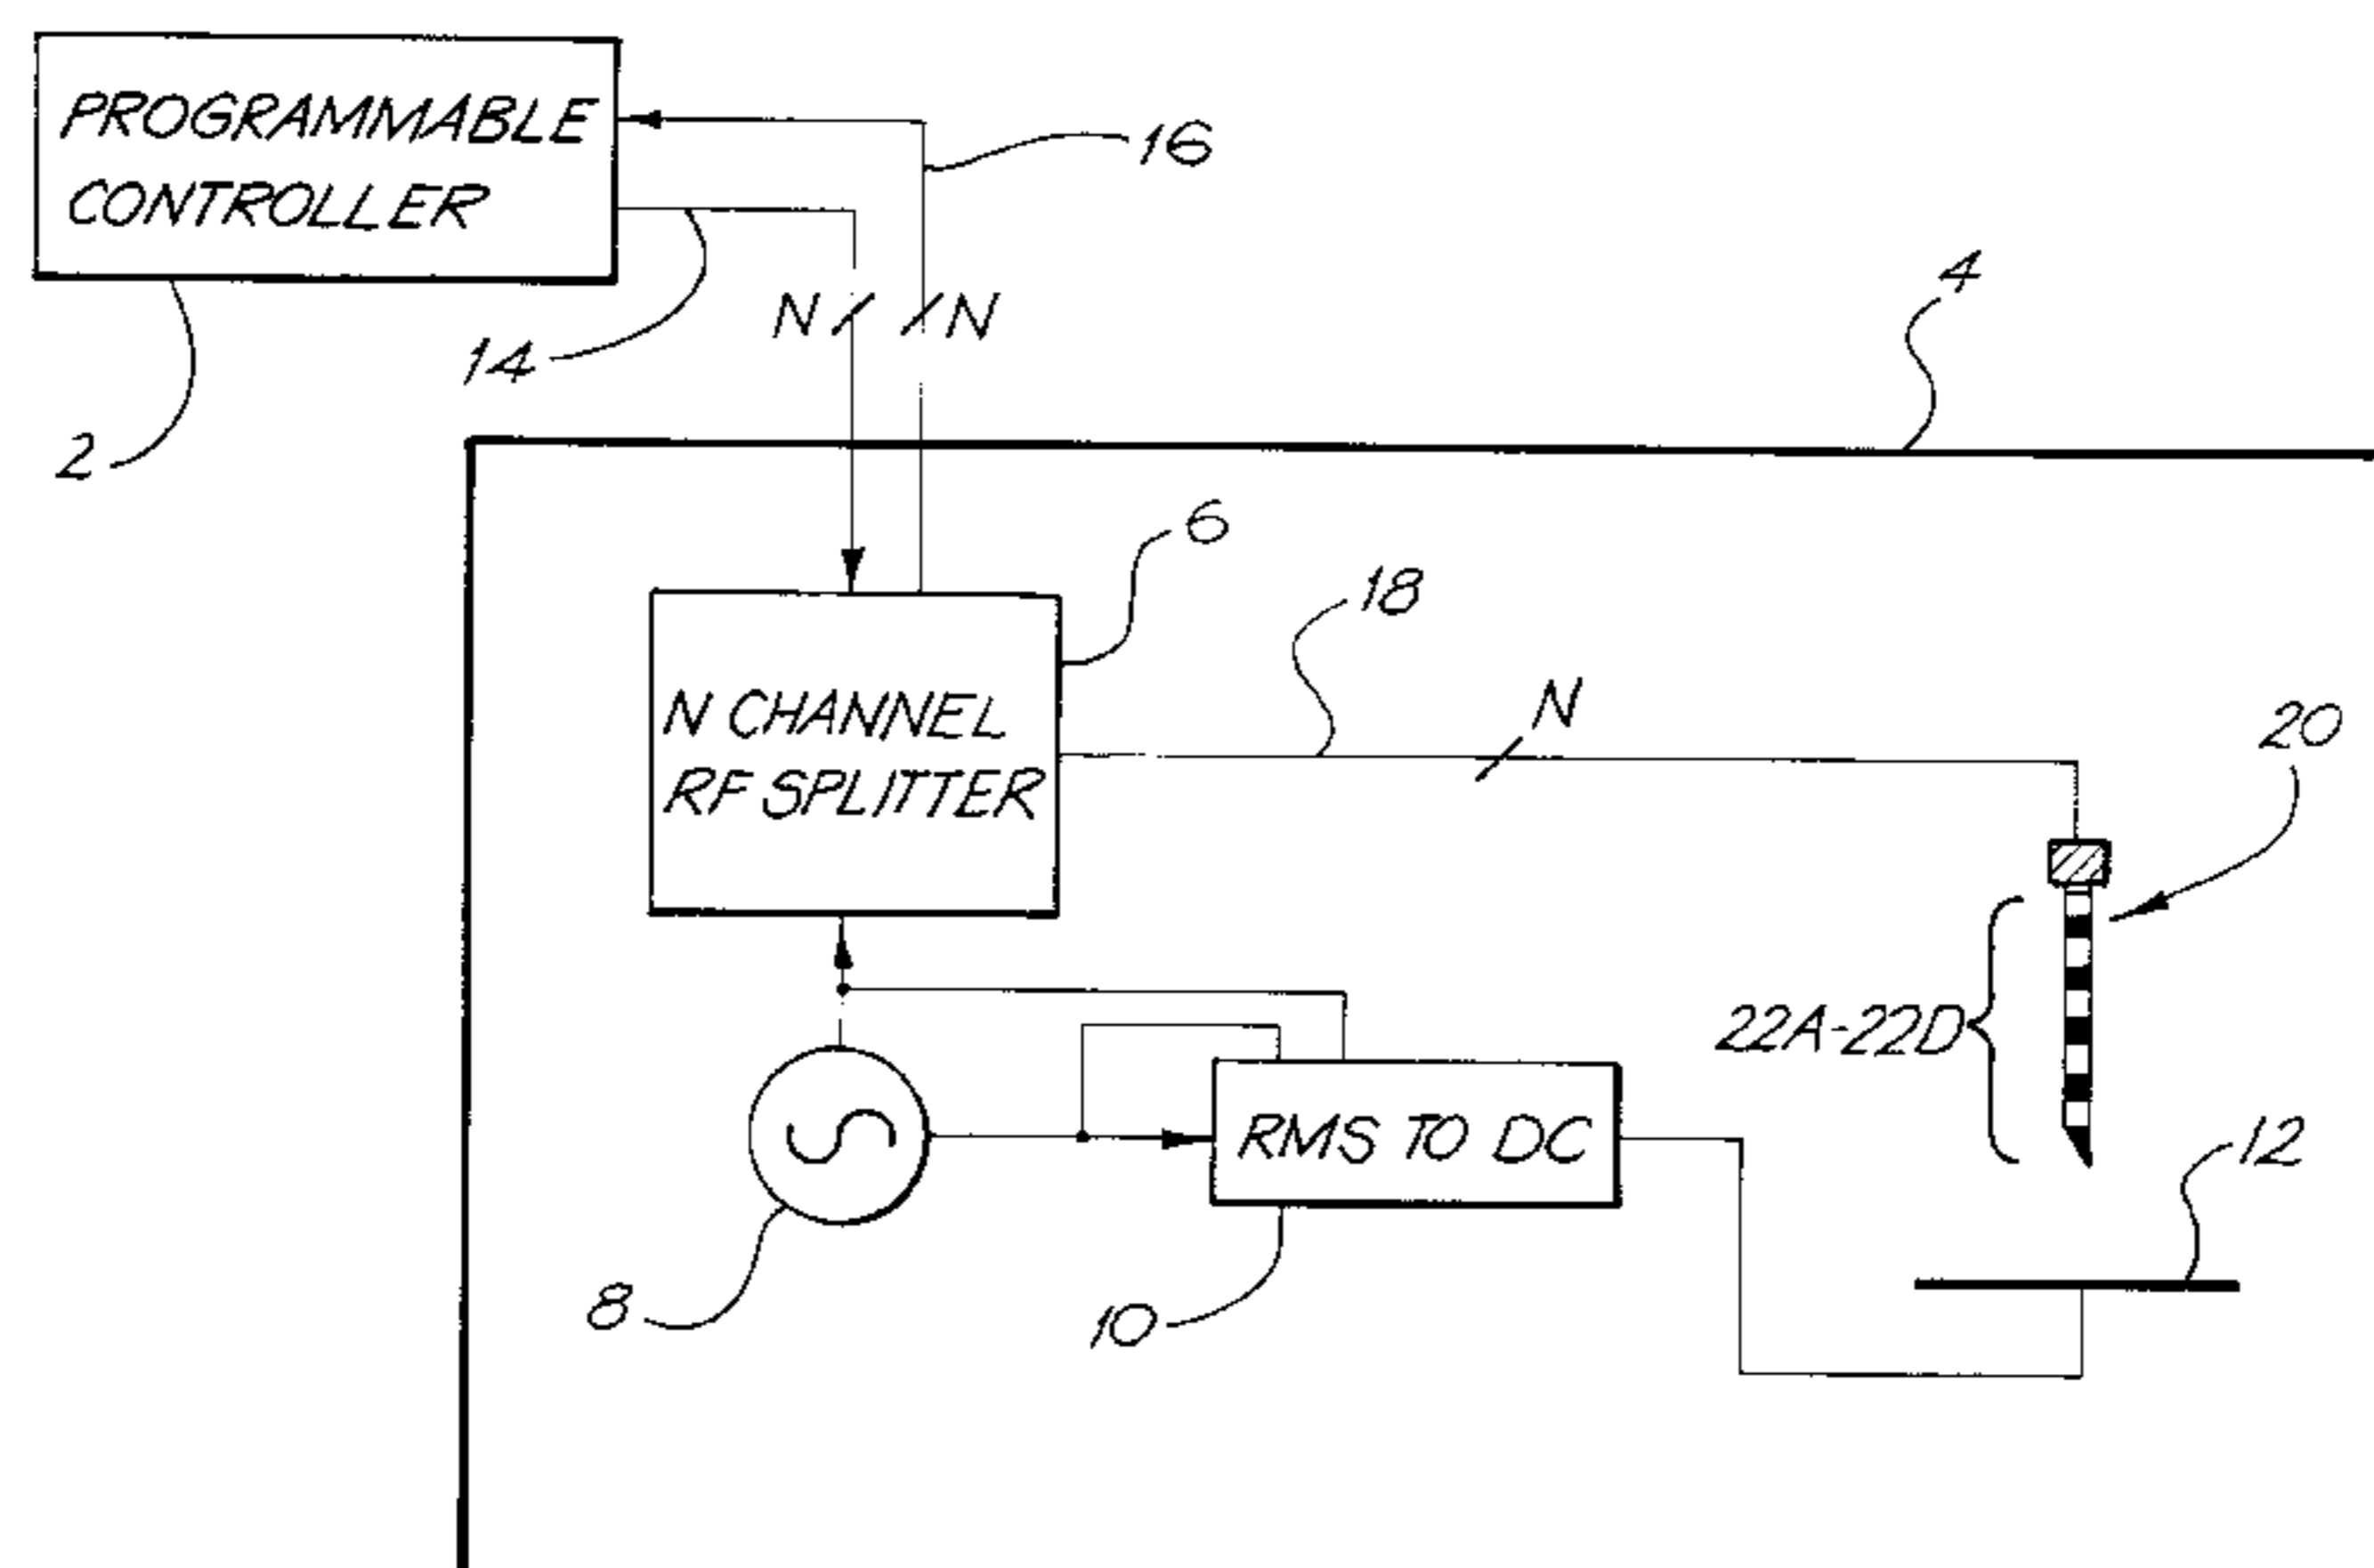 PROGRAMMABLE
CONTROLLER
16
14
N
N
2
4
6
18
N CHANNEL
RF SPLITTER
N
20
22A-22D
RMS TO DC
12
8
10